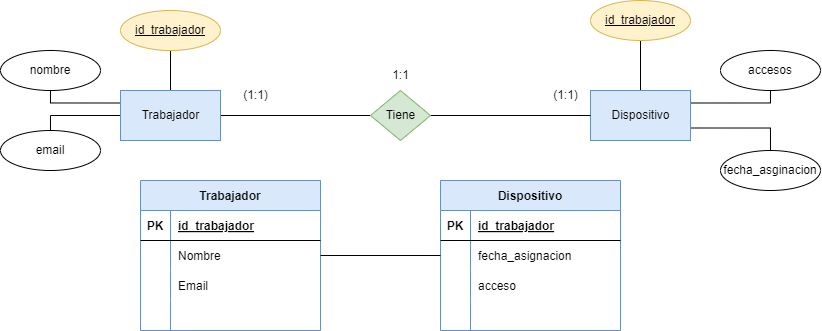 id_trabajador
id_trabajador
nombre
1:1
accesos
(1:1)
(1:1)
Trabajador
Tiene
Dispositivo
email
fecha_asginacion
Trabajador
Dispositivo
PK id_trabajador
PK id_trabajador
Nombre
fecha_asignacion
Email
acceso